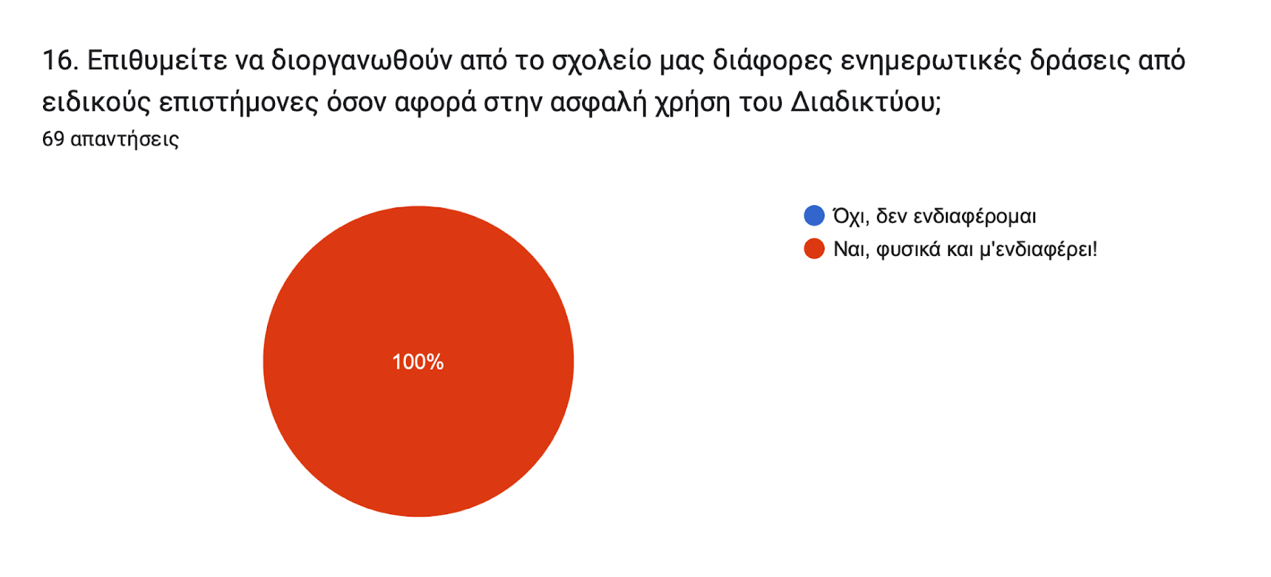 16. Επιθυμείτε να διοργανωθούν από το σχολείο μας διάφορες ενημερωτικές δράσεις από
ειδικούς επιστήμονες όσον αφορά στην ασφαλή χρήση του Διαδικτύου;
69 απαντήσεις
Όχι, δεν ενδιαφέρομαι
Ναι, φυσικά και μ'ενδιαφέρει!
100%